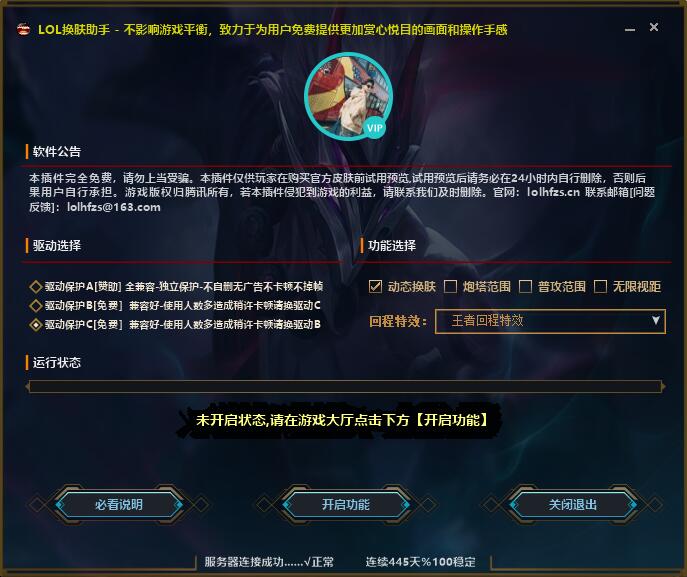 LOL换肤助手 - 不影响游戏平衡，致力于为用户免费提供更加赏心悦目的画面和操作手感
VIP
软件公告
本插件完全免费，请勿上当受骗。本插件仅供玩家在购买官方皮肤前试用预览,试用预览后请务必在24小时内自行删除，否则后
果用户自行承担。游戏版权归腾讯所有，若本插件侵犯到游戏的利益，请联系我们及时删除。官网：lolhfzs.cn 联系邮箱[问题
反馈]：lolhfzs@163.com
驱动选择
功能选择
驱动保护A[赞助] 全兼容-独立保护-不自删无广告不卡顿不掉帧
驱动保护B[免费] 兼容好-使用人数多造成稍许卡顿请换驱动C
驱动保护C[免费] 兼容好-使用人数多造成稍许卡顿请换驱动B
动态换肤 炮塔范围 普攻范围 无限视距
回程特效： 王者回程特效
运行状态
未开启状态,请在游戏大厅点击下方【开启功能】
必看说明 开启功能 关闭退出
服务器连接成功......√正常 连续445天%100稳定